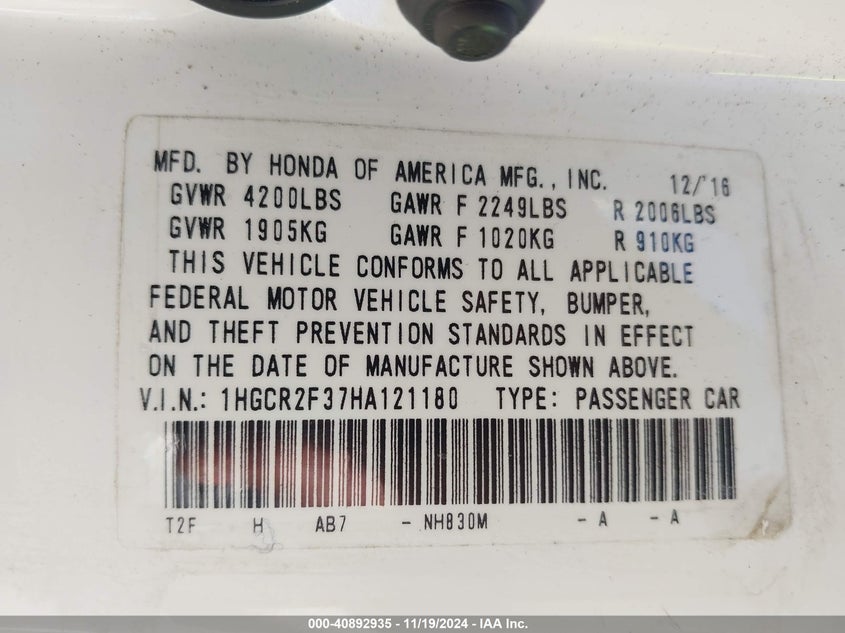 MFD. BY HONDA OF AMERICA MFG., INC. 12/16
GVWR 4200LBS GAWR F 2249LBS R 2006LBS
GVWR 1905KG GAWR F 1020KG R 910KG
THIS VEHICLE CONFORMS TO ALL APPLICABLE
FEDERAL MOTOR VEHICLE SAFETY, BUMPER,
AND THEFT PREVENTION STANDARDS IN EFFECT
ON THE DATE OF MANUFACTURE SHOWN ABOVE.
V.I.N.: 1HGCR2F37HA121180 TYPE: PASSENGER CAR
T2F H AB7 - NH830M - A - A
000-40892935 - 11/19/2024 - IAA Inc.